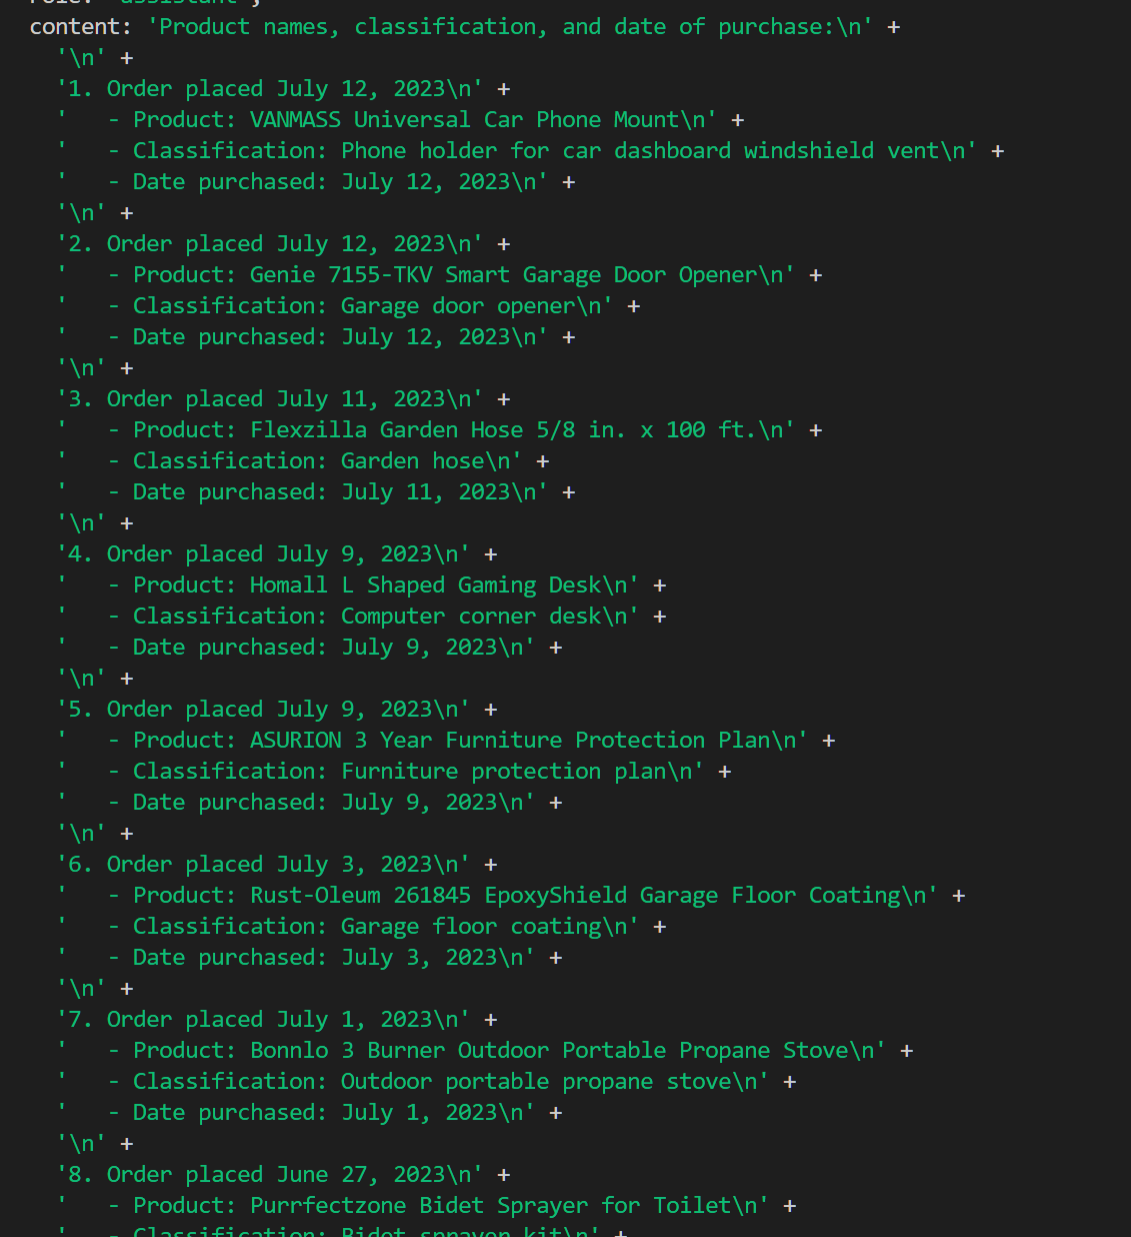 role: 'assistant',
content: 'Product names, classification, and date of purchase:\n' +
'\n' +
'1. Order placed July 12, 2023\n' +
'   - Product: VANMASS Universal Car Phone Mount\n' +
'   - Classification: Phone holder for car dashboard windshield vent\n' +
'   - Date purchased: July 12, 2023\n' +
'\n' +
'2. Order placed July 12, 2023\n' +
'   - Product: Genie 7155-TKV Smart Garage Door Opener\n' +
'   - Classification: Garage door opener\n' +
'   - Date purchased: July 12, 2023\n' +
'\n' +
'3. Order placed July 11, 2023\n' +
'   - Product: Flexzilla Garden Hose 5/8 in. x 100 ft.\n' +
'   - Classification: Garden hose\n' +
'   - Date purchased: July 11, 2023\n' +
'\n' +
'4. Order placed July 9, 2023\n' +
'   - Product: Homall L Shaped Gaming Desk\n' +
'   - Classification: Computer corner desk\n' +
'   - Date purchased: July 9, 2023\n' +
'\n' +
'5. Order placed July 9, 2023\n' +
'   - Product: ASURION 3 Year Furniture Protection Plan\n' +
'   - Classification: Furniture protection plan\n' +
'   - Date purchased: July 9, 2023\n' +
'\n' +
'6. Order placed July 3, 2023\n' +
'   - Product: Rust-Oleum 261845 EpoxyShield Garage Floor Coating\n' +
'   - Classification: Garage floor coating\n' +
'   - Date purchased: July 3, 2023\n' +
'\n' +
'7. Order placed July 1, 2023\n' +
'   - Product: Bonnlo 3 Burner Outdoor Portable Propane Stove\n' +
'   - Classification: Outdoor portable propane stove\n' +
'   - Date purchased: July 1, 2023\n' +
'\n' +
'8. Order placed June 27, 2023\n' +
'   - Product: Purrfectzone Bidet Sprayer for Toilet\n' +
'   - Classification: Bidet sprayer kit\n' +